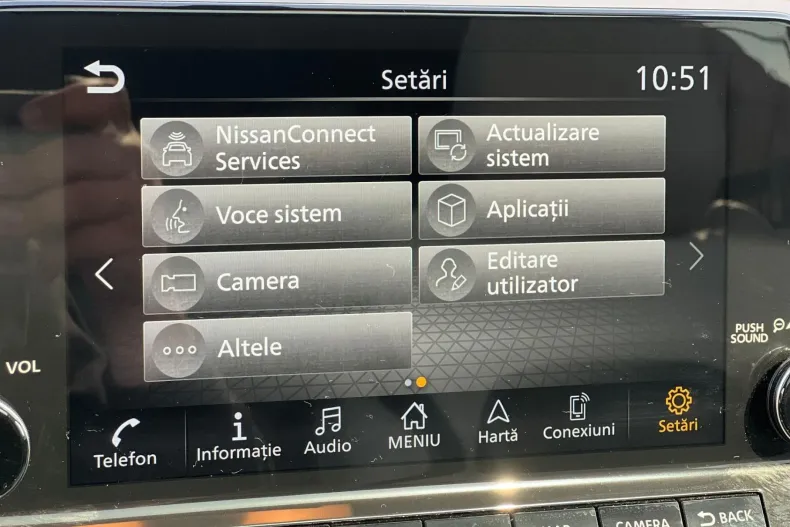 Setări
10:51
NissanConnect
Services
Actualizare
sistem
Voce sistem
Aplicații
Camera
Editare
utilizator
Altele
VOL
PUSH
SOUND
Telefon
Informație
Audio
MENIU
Hartă
Conexiuni
Setări
CAMERA
BACK